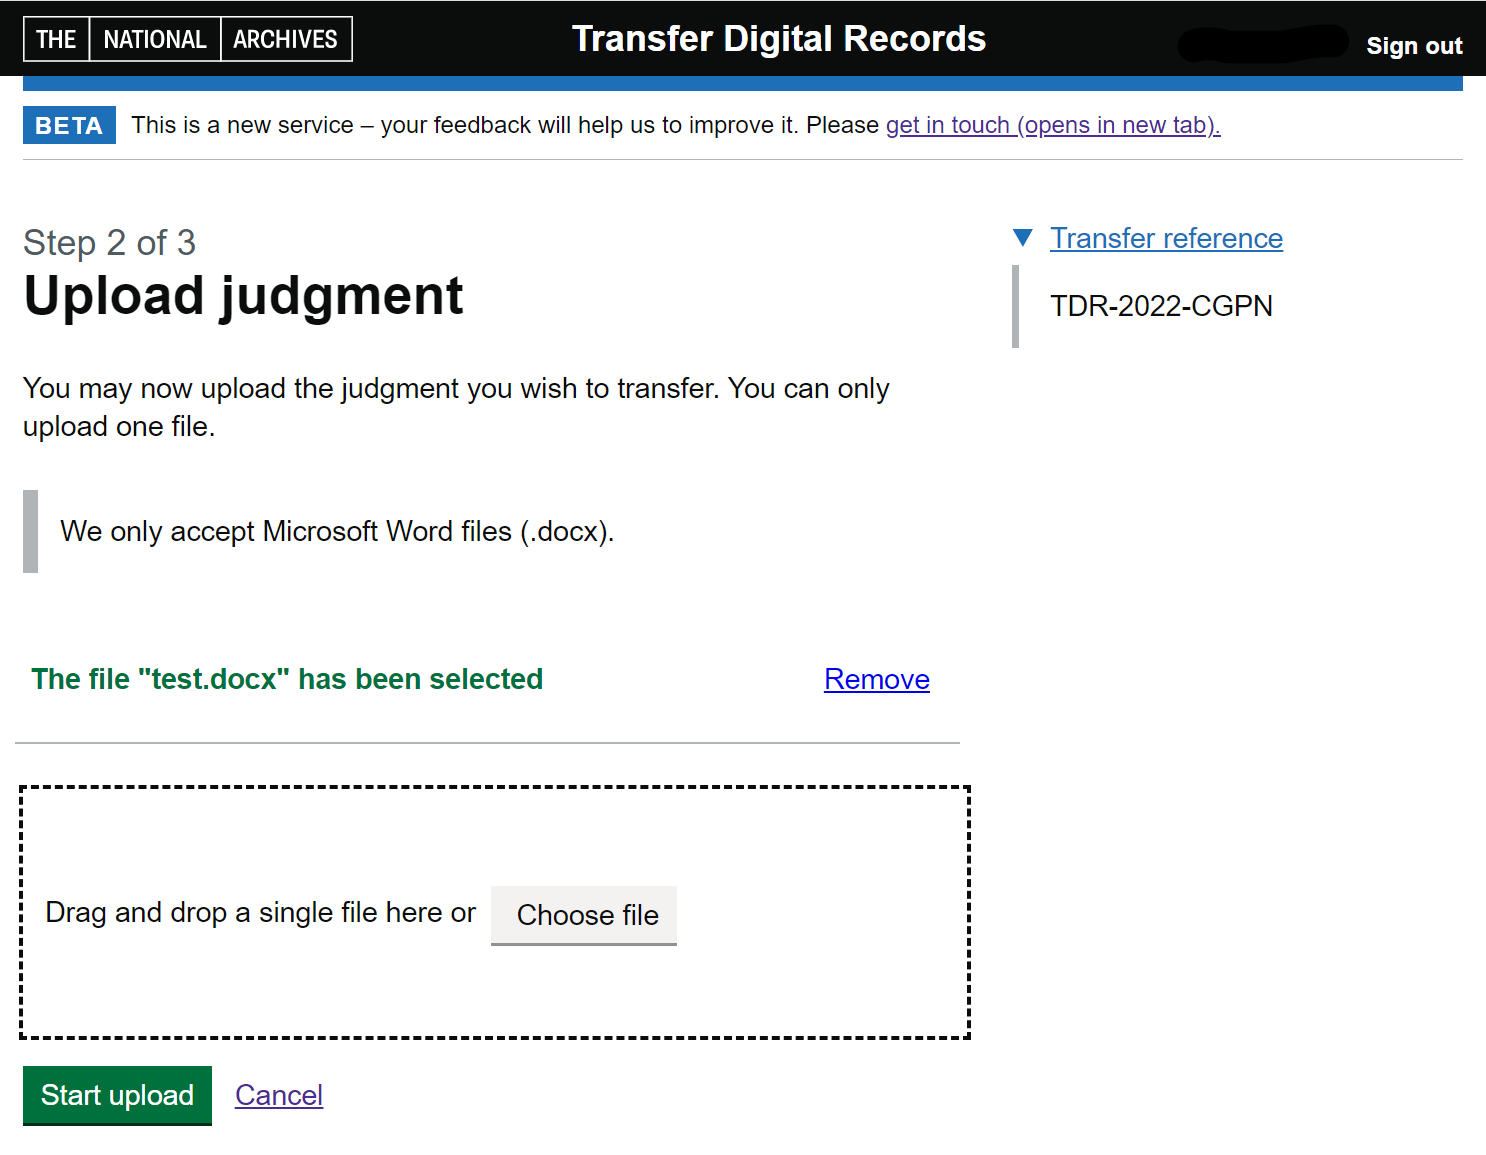 THE NATIONAL ARCHIVES
Transfer Digital Records
Sign out
BETA This is a new service – your feedback will help us to improve it. Please get in touch (opens in new tab).
Step 2 of 3
Upload judgment
You may now upload the judgment you wish to transfer. You can only
upload one file.
We only accept Microsoft Word files (.docx).
The file "test.docx" has been selected
Remove
Drag and drop a single file here or Choose file
Start upload Cancel
▼ Transfer reference
TDR-2022-CGPN